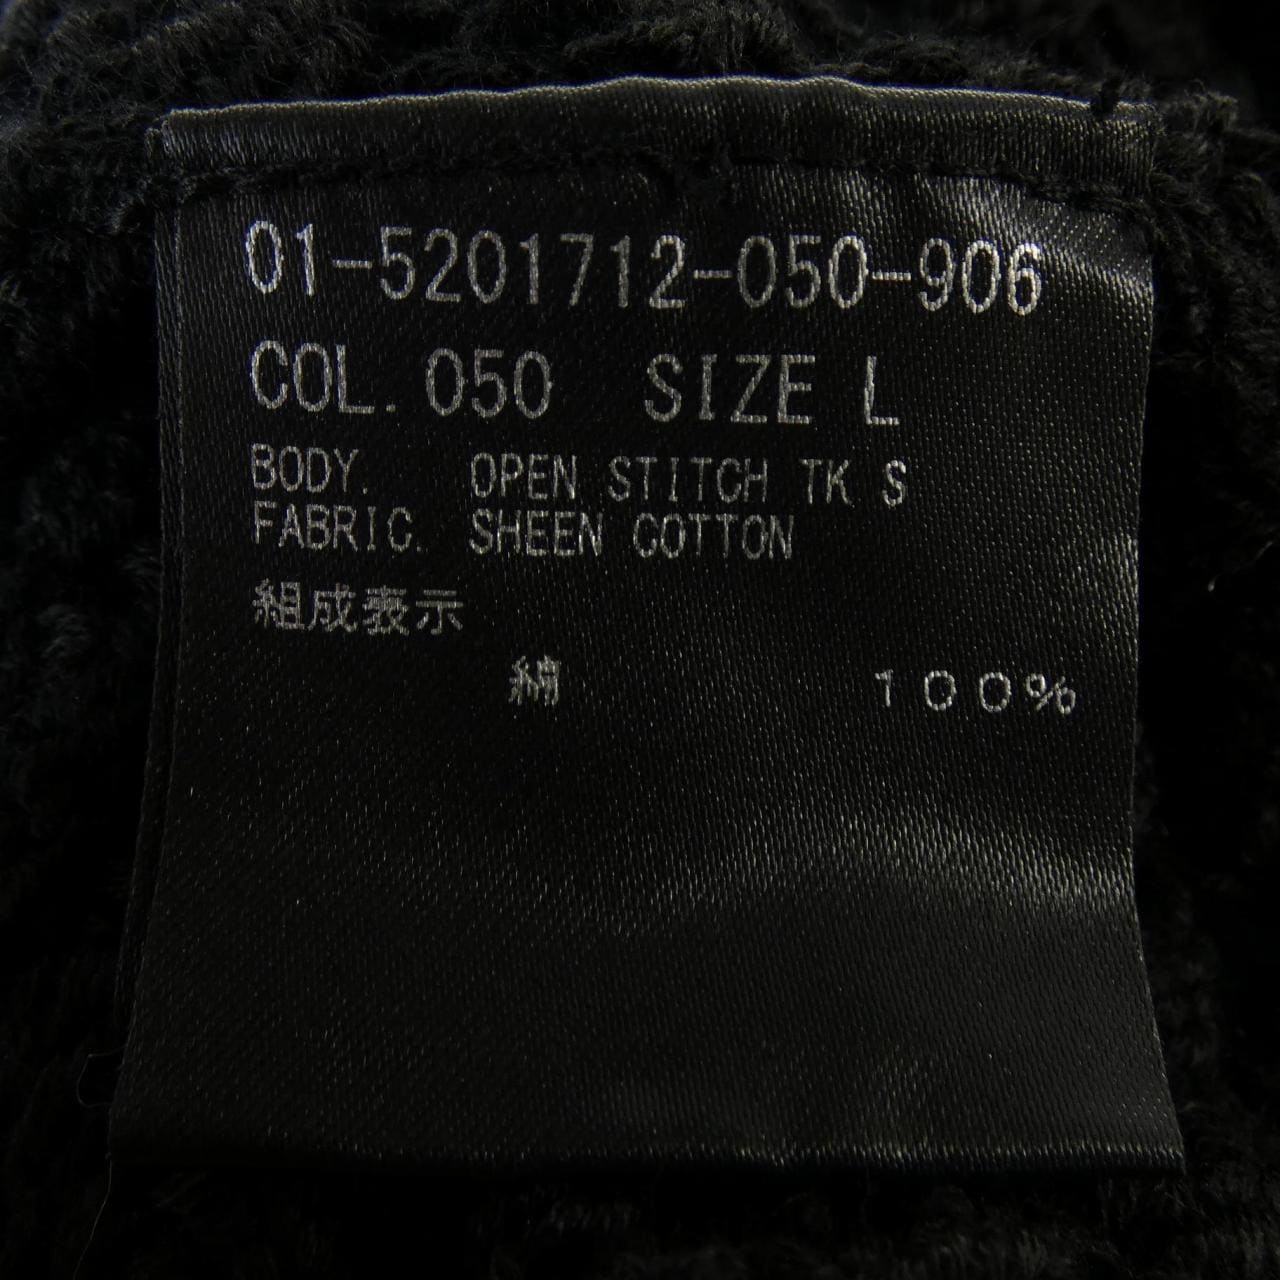 01-5201712-050-906
COL. 050 SIZE L
BODY. OPEN STITCH TK S
FABRIC. SHEEN COTTON
組成表示
綿 100%